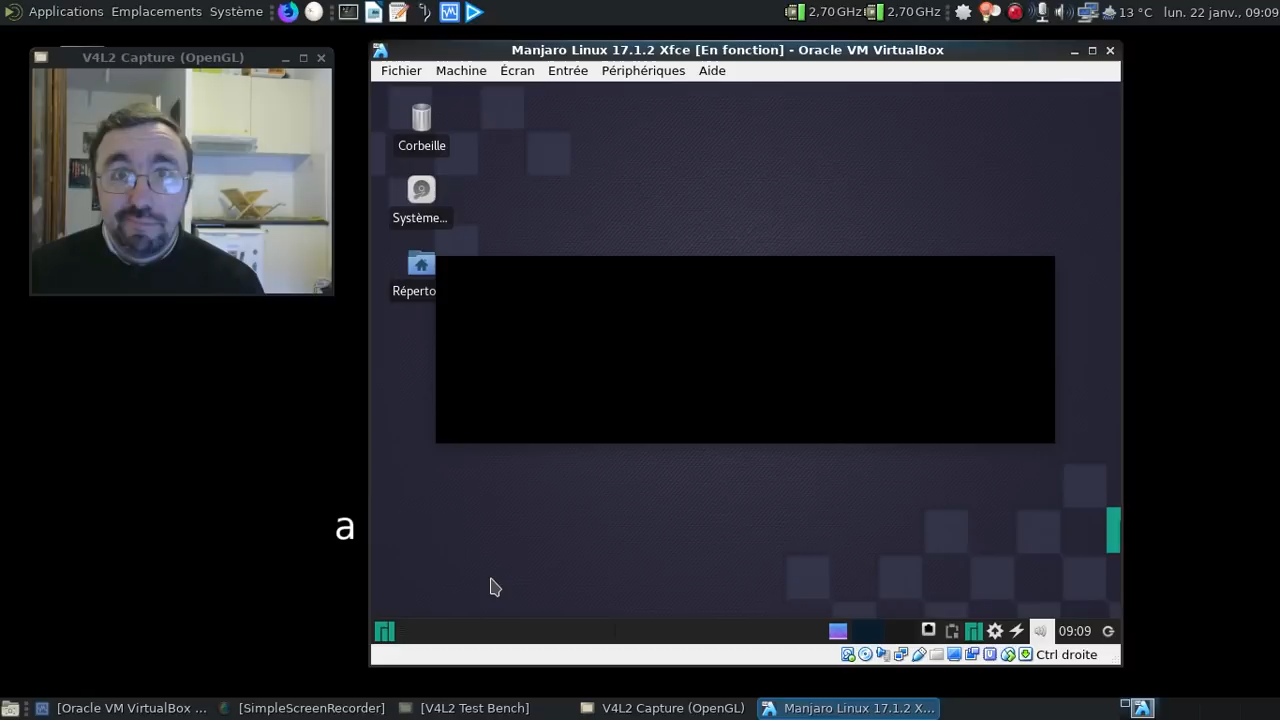 Applications Emplacements Système 2,70 GHz 2,70 GHz 13 °C lun. 22 janv., 09:09
V4L2 Capture (OpenGL)
Manjaro Linux 17.1.2 Xfce [En fonction] - Oracle VM VirtualBox
Fichier Machine Écran Entrée Périphériques Aide
Corbeille
Système...
Réperto
a
09:09
Ctrl droite
[Oracle VM VirtualBox ... [SimpleScreenRecorder] [V4L2 Test Bench] V4L2 Capture (OpenGL) Manjaro Linux 17.1.2 X...